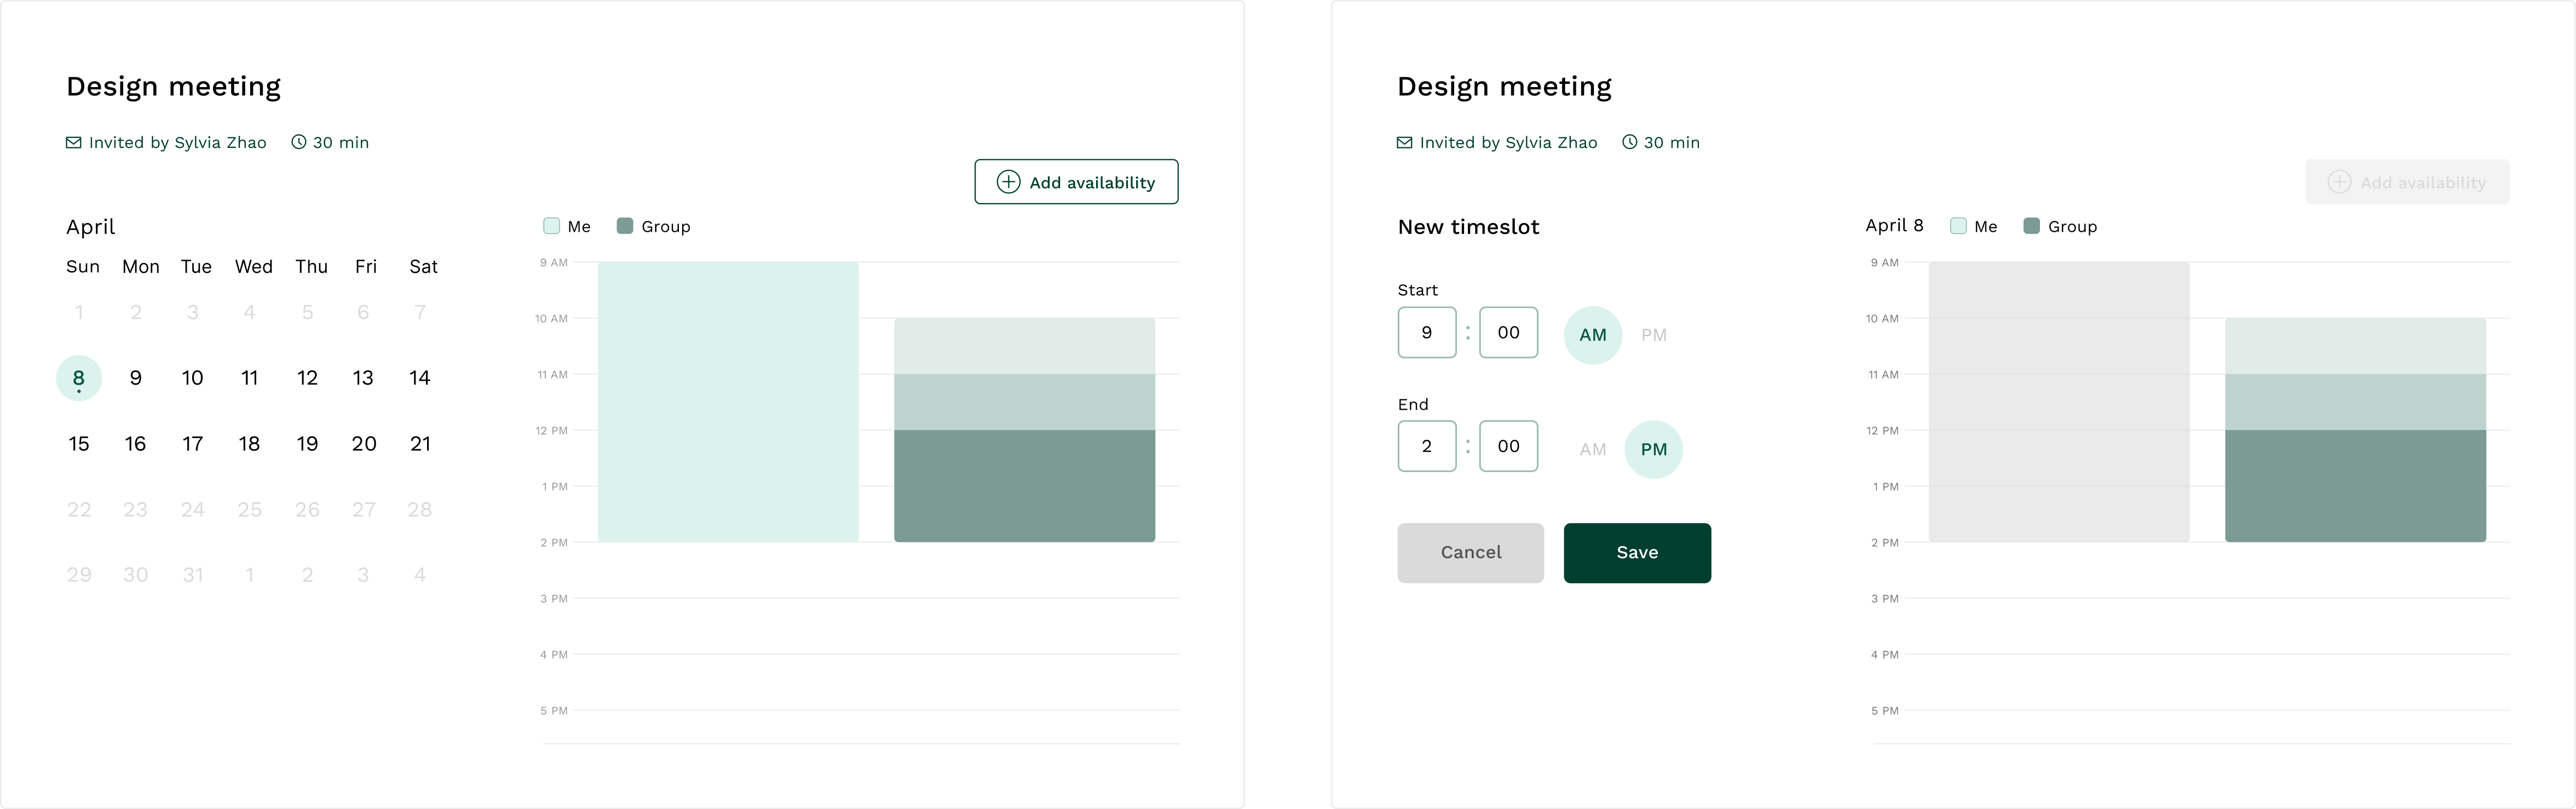 Design meeting
Invited by Sylvia Zhao 30 min
Add availability
April
Sun Mon Tue Wed Thu Fri Sat
1 2 3 4 5 6 7
8 9 10 11 12 13 14
15 16 17 18 19 20 21
22 23 24 25 26 27 28
29 30 31 1 2 3 4
Me Group
9 AM
10 AM
11 AM
12 PM
1 PM
2 PM
3 PM
4 PM
5 PM
Design meeting
Invited by Sylvia Zhao 30 min
Add availability
New timeslot
Start
9 : 00 AM PM
End
2 : 00 AM PM
Cancel Save
April 8 Me Group
9 AM
10 AM
11 AM
12 PM
1 PM
2 PM
3 PM
4 PM
5 PM